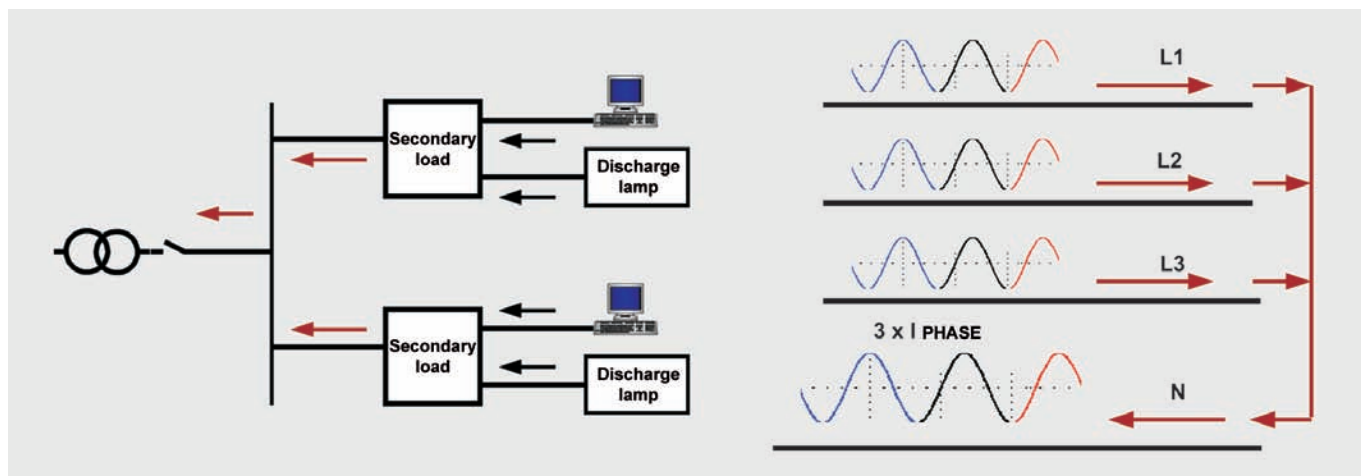 Secondary
load
Discharge
lamp
Secondary
load
Discharge
lamp
L1
L2
L3
3 x I PHASE
N